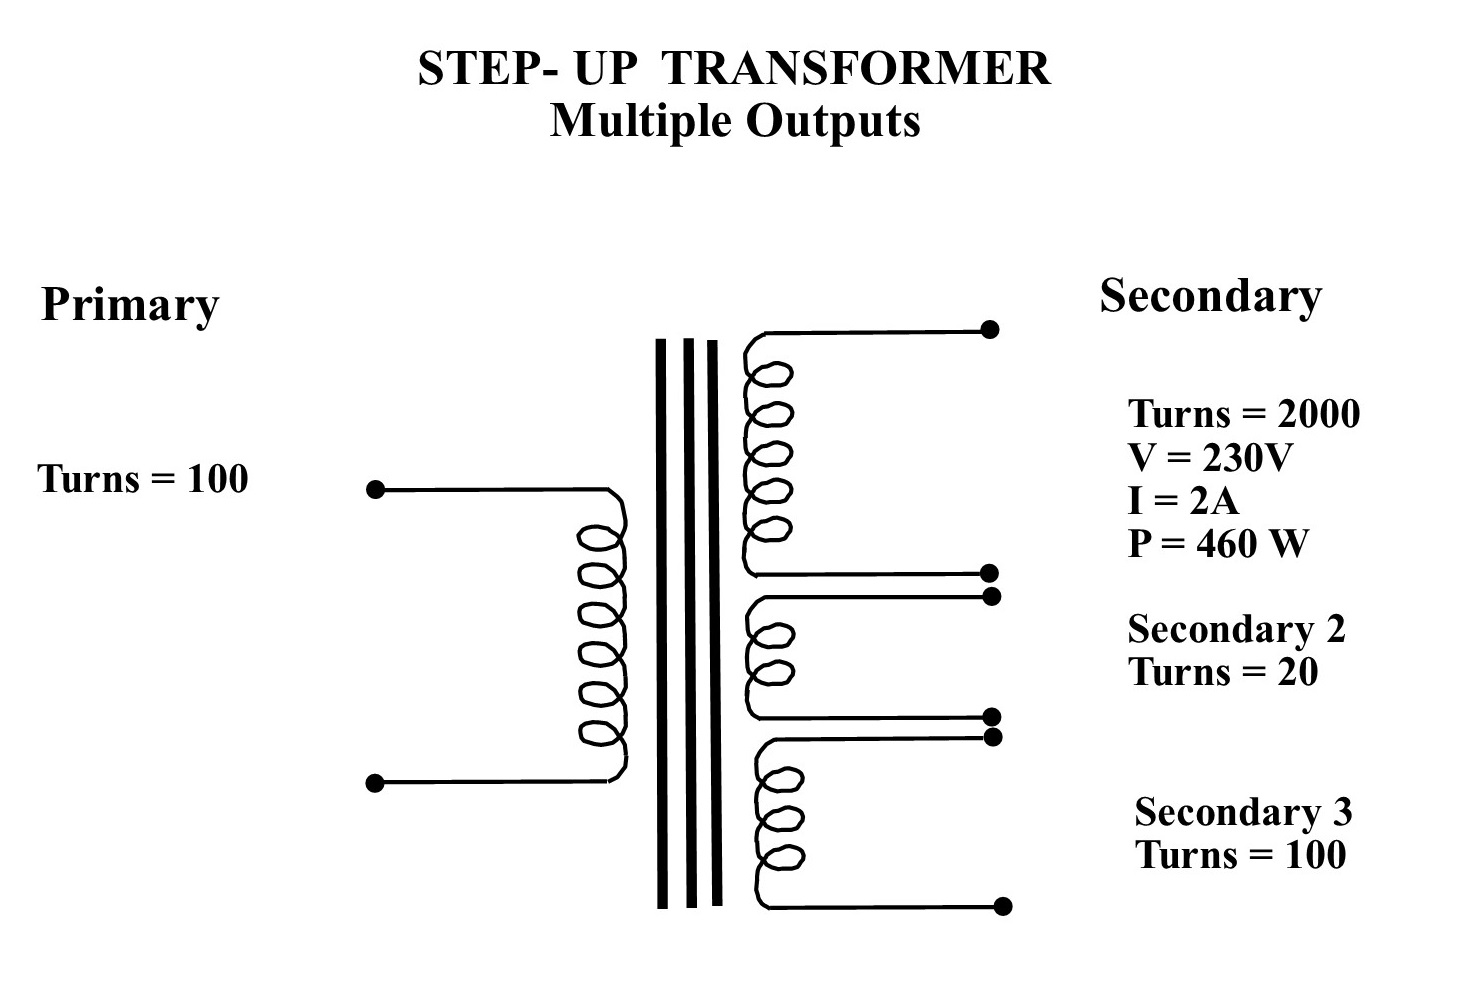 STEP- UP TRANSFORMER
Multiple Outputs
Primary
Turns = 100
Secondary
Turns = 2000
V = 230V
I = 2A
P = 460 W
Secondary 2
Turns = 20
Secondary 3
Turns = 100